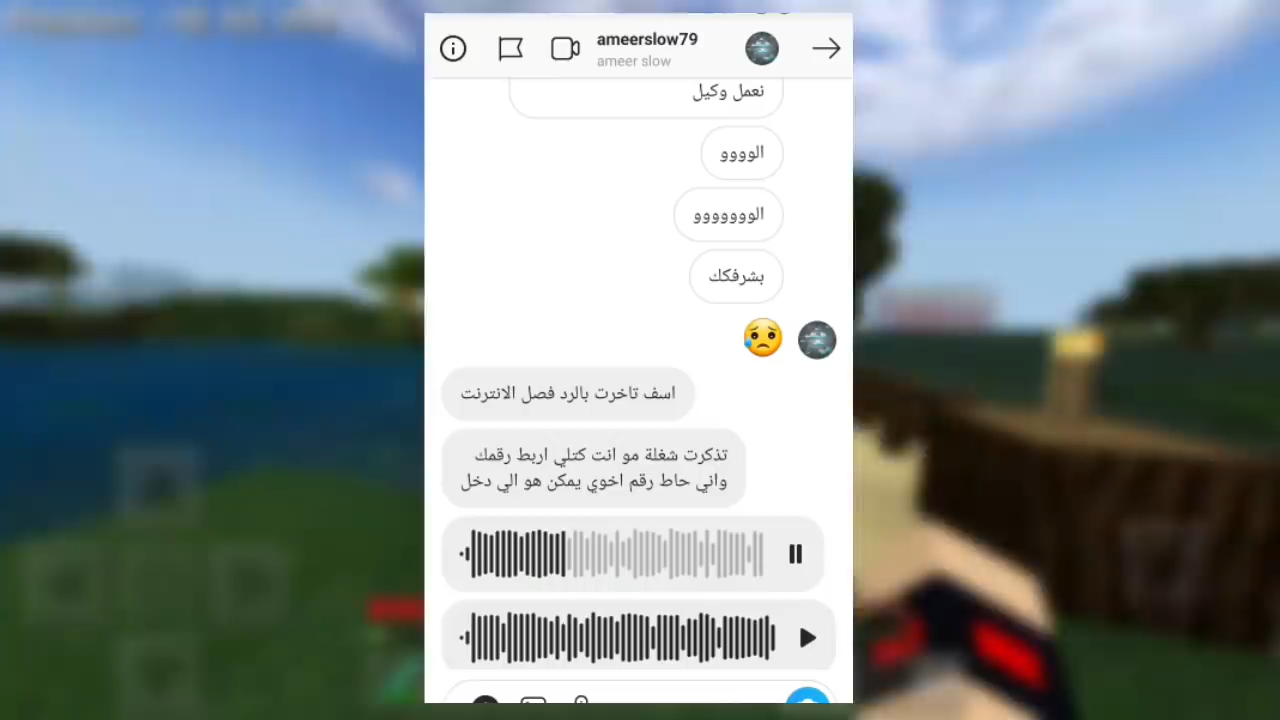 ameerslow79
ameer slow
نعمل وكيل
الوووو
الووووووو
بشرفكك
اسف تاخرت بالرد فصل الانترنت
تذكرت شغلة مو انت كتلي اربط رقمك
واني حاط رقم اخوي يمكن هو الي دخل